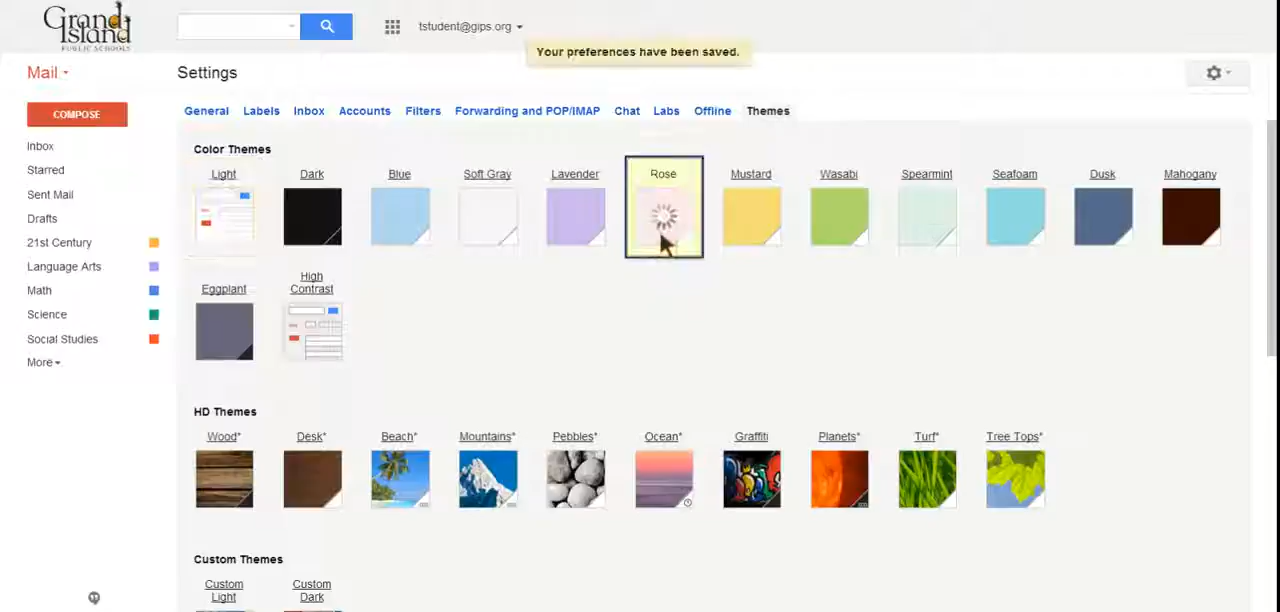 Grand Island
PUBLIC SCHOOLS
tstudent@gips.org
Your preferences have been saved.
Mail
Settings
General Labels Inbox Accounts Filters Forwarding and POP/IMAP Chat Labs Offline Themes
COMPOSE
Inbox
Starred
Sent Mail
Drafts
21st Century
Language Arts
Math
Science
Social Studies
More
Color Themes
Light Dark Blue Soft Gray Lavender Rose Mustard Wasabi Spearmint Seafoam Dusk Mahogany
Eggplant High Contrast
HD Themes
Wood* Desk* Beach* Mountains* Pebbles* Ocean* Graffiti Planets* Turf* Tree Tops*
Custom Themes
Custom Light Custom Dark